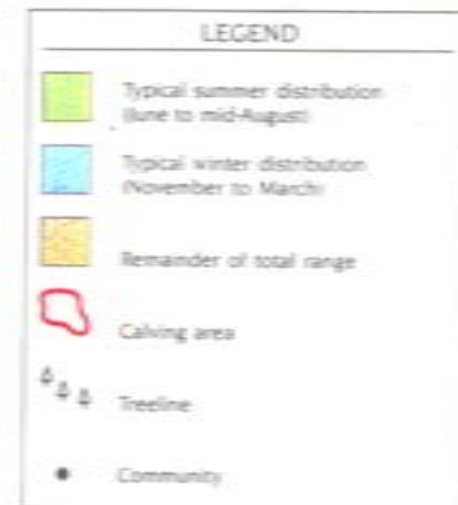 LEGEND
Typical summer distribution
(June to mid-August)
Typical winter distribution
(November to March)
Remainder of total range
Calving area
Treeline
Community